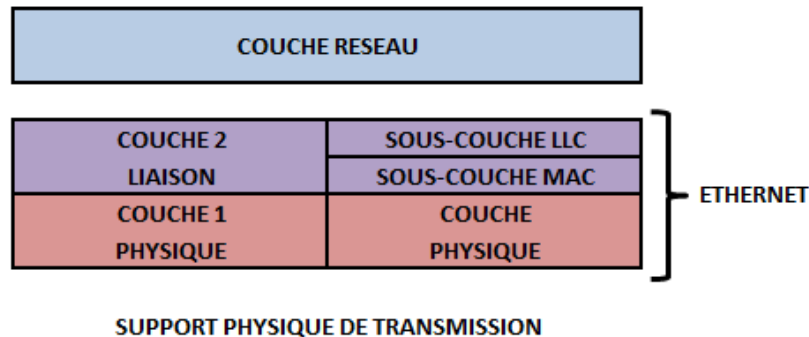 COUCHE RESEAU
COUCHE 2
LIAISON
SOUS-COUCHE LLC
SOUS-COUCHE MAC
COUCHE 1
PHYSIQUE
COUCHE
PHYSIQUE
ETHERNET
SUPPORT PHYSIQUE DE TRANSMISSION